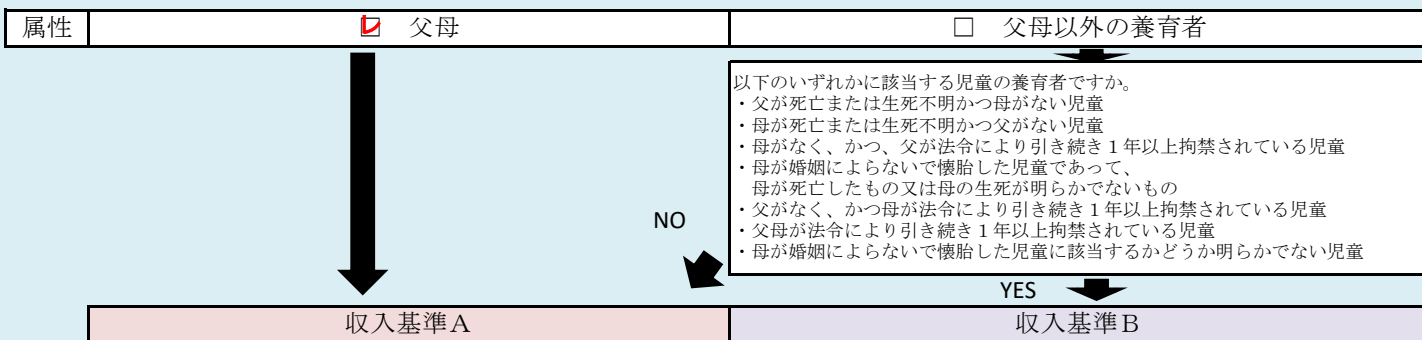 属性
☑ 父母
□ 父母以外の養育者
以下のいずれかに該当する児童の養育者ですか。
・父が死亡または生死不明かつ母がない児童
・母が死亡または生死不明かつ父がない児童
・母がなく、かつ、父が法令により引き続き１年以上拘禁されている児童
・母が婚姻によらないで懐胎した児童であって、
母が死亡したもの又は母の生死が明らかでないもの
・父がなく、かつ母が法令により引き続き１年以上拘禁されている児童
・父母が法令により引き続き１年以上拘禁されている児童
・母が婚姻によらないで懐胎した児童に該当するかどうか明らかでない児童
NO
YES
収入基準Ａ
収入基準Ｂ